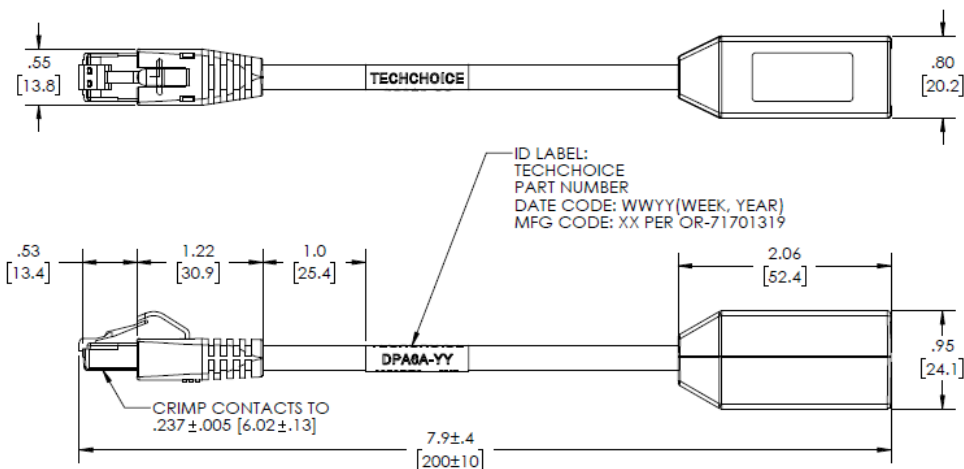 .55
[13.8]
TECHCHOICE
.80
[20.2]
ID LABEL:
TECHCHOICE
PART NUMBER
DATE CODE: WWYY(WEEK, YEAR)
MFG CODE: XX PER OR-71701319
.53
[13.4]
1.22
[30.9]
1.0
[25.4]
2.06
[52.4]
DPA6A-YY
.95
[24.1]
CRIMP CONTACTS TO
.237±.005 [6.02±.13]
7.9±.4
[200±10]